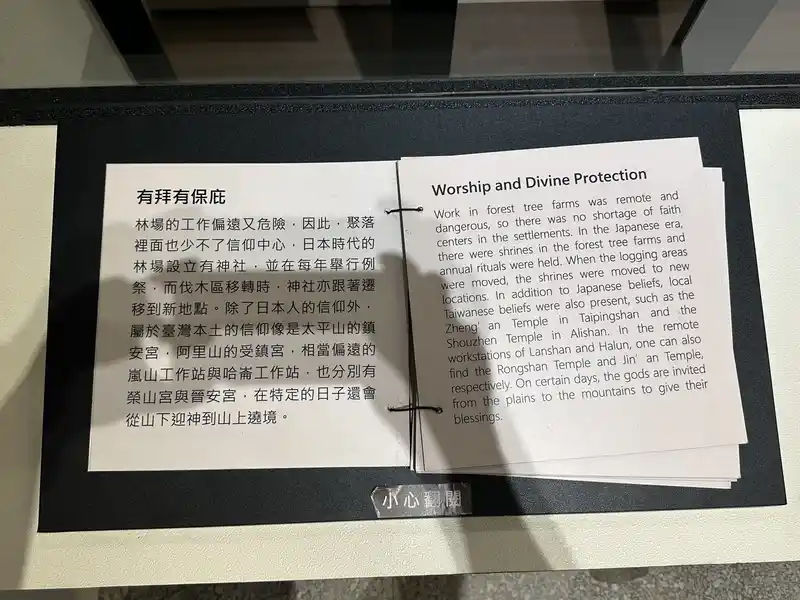 有拜有保庇
林場的工作偏遠又危險，因此，聚落
裡面也少不了信仰中心，日本時代的
林場設立有神社，並在每年舉行例
祭，而伐木區移轉時，神社亦跟著遷
移到新地點。除了日本人的信仰外，
屬於臺灣本土的信仰像是太平山的鎮
安宮，阿里山的受鎮宮，相當偏遠的
嵐山工作站與哈崙工作站，也分別有
榮山宮與晉安宮，在特定的日子還會
從山下迎神到山上遶境。
Worship and Divine Protection
Work in forest tree farms was remote and
dangerous, so there was no shortage of faith
centers in the settlements. In the Japanese era,
there were shrines in the forest tree farms and
annual rituals were held. When the logging areas
were moved, the shrines were moved to new
locations. In addition to Japanese beliefs, local
Taiwanese beliefs were also present, such as the
Zheng' an Temple in Taipingshan and the
Shouzhen Temple in Alishan. In the remote
workstations of Lanshan and Halun, one can also
find the Rongshan Temple and Jin' an Temple,
respectively. On certain days, the gods are invited
from the plains to the mountains to give their
blessings.
小心翻閱